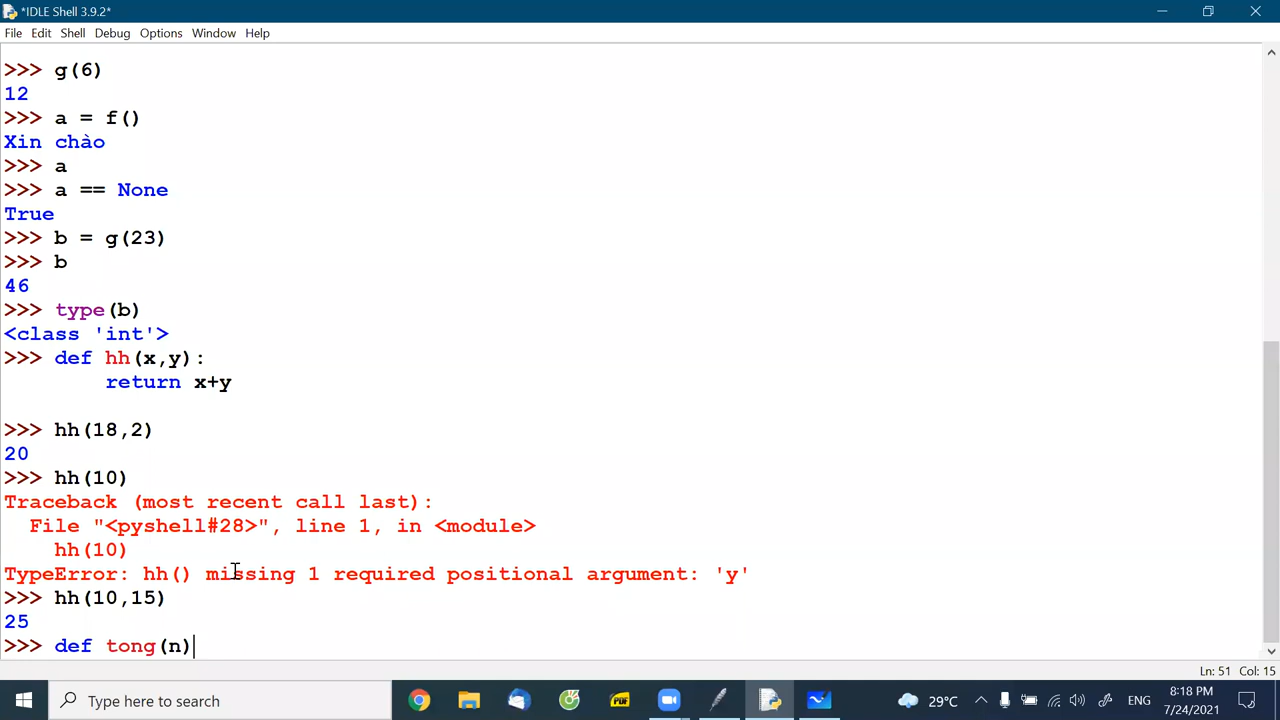 *IDLE Shell 3.9.2*
File Edit Shell Debug Options Window Help
>>> g(6)
12
>>> a = f()
Xin chào
>>> a
>>> a == None
True
>>> b = g(23)
>>> b
46
>>> type(b)
<class 'int'>
>>> def hh(x,y):
        return x+y
>>> hh(18,2)
20
>>> hh(10)
Traceback (most recent call last):
  File "<pyshell#28>", line 1, in <module>
    hh(10)
TypeError: hh() missing 1 required positional argument: 'y'
>>> hh(10,15)
25
>>> def tong(n)
Ln: 51 Col: 15
Type here to search
PDF
29°C
ENG
8:18 PM
7/24/2021